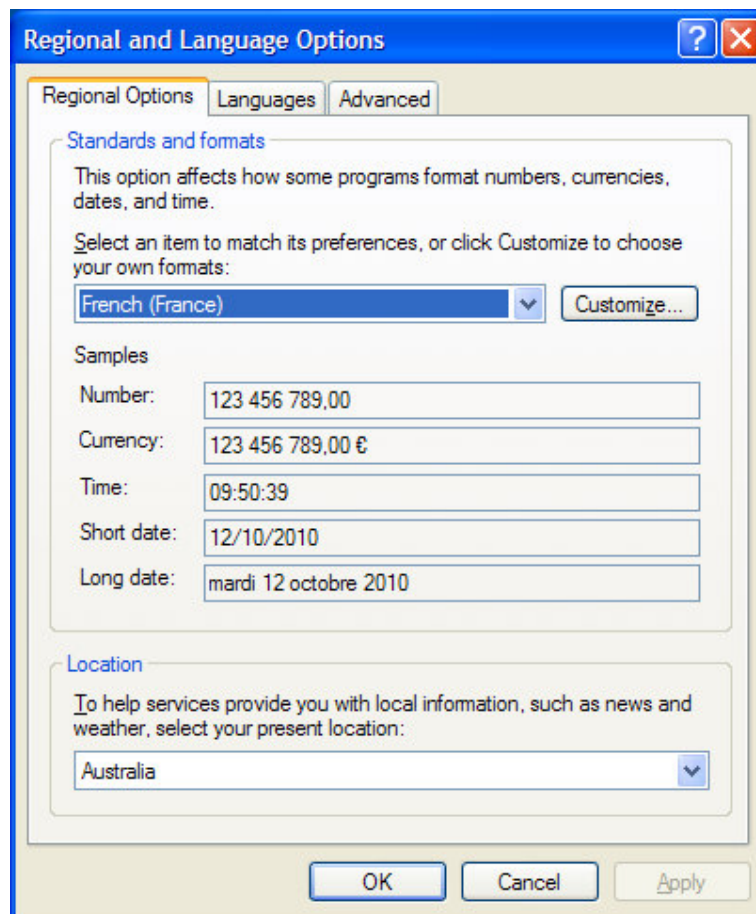 Regional and Language Options
Regional Options Languages Advanced
Standards and formats
This option affects how some programs format numbers, currencies,
dates, and time.
Select an item to match its preferences, or click Customize to choose
your own formats:
French (France) Customize...
Samples
Number: 123 456 789,00
Currency: 123 456 789,00 €
Time: 09:50:39
Short date: 12/10/2010
Long date: mardi 12 octobre 2010
Location
To help services provide you with local information, such as news and
weather, select your present location:
Australia
OK Cancel Apply